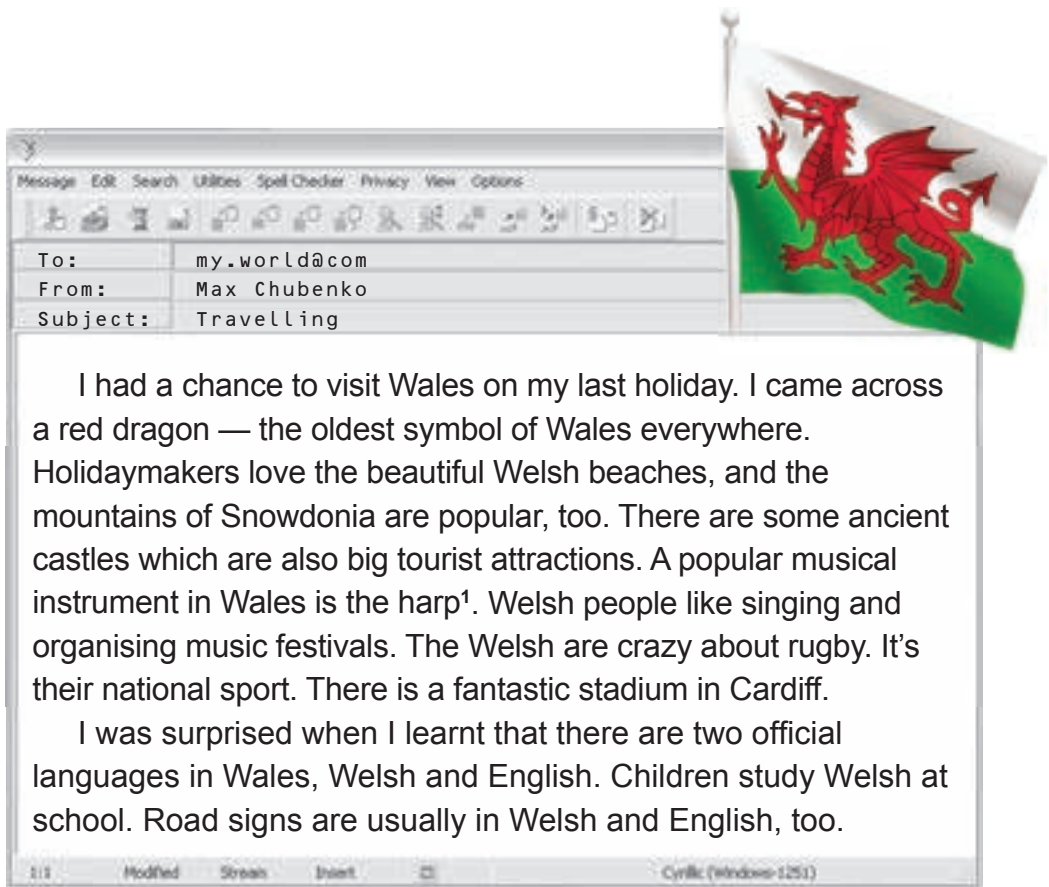 Message Edit Search Utilities Spell Checker Privacy View Options
To: my.world@com
From: Max Chubenko
Subject: Travelling
I had a chance to visit Wales on my last holiday. I came across
a red dragon — the oldest symbol of Wales everywhere.
Holidaymakers love the beautiful Welsh beaches, and the
mountains of Snowdonia are popular, too. There are some ancient
castles which are also big tourist attractions. A popular musical
instrument in Wales is the harp¹. Welsh people like singing and
organising music festivals. The Welsh are crazy about rugby. It’s
their national sport. There is a fantastic stadium in Cardiff.
I was surprised when I learnt that there are two official
languages in Wales, Welsh and English. Children study Welsh at
school. Road signs are usually in Welsh and English, too.
1:1 Modified Stream Insert Cyrillic (Windows-1251)